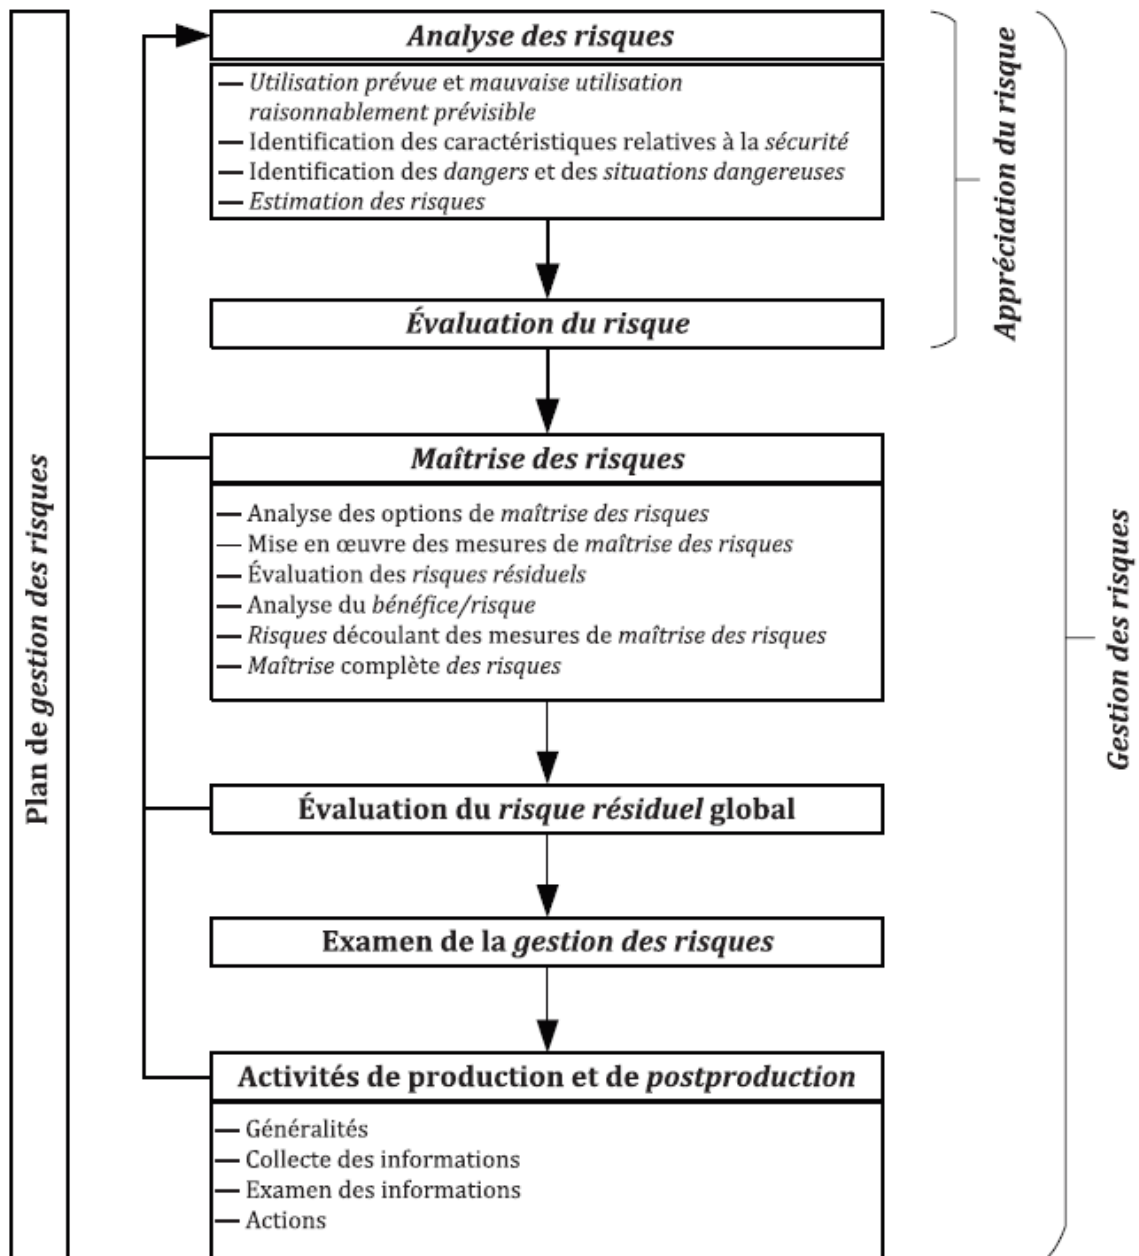 Plan de gestion des risques
Analyse des risques
— Utilisation prévue et mauvaise utilisation
raisonnablement prévisible
— Identification des caractéristiques relatives à la sécurité
— Identification des dangers et des situations dangereuses
— Estimation des risques
Évaluation du risque
Appréciation du risque
Maîtrise des risques
— Analyse des options de maîtrise des risques
— Mise en œuvre des mesures de maîtrise des risques
— Évaluation des risques résiduels
— Analyse du bénéfice/risque
— Risques découlant des mesures de maîtrise des risques
— Maîtrise complète des risques
Évaluation du risque résiduel global
Examen de la gestion des risques
Activités de production et de postproduction
— Généralités
— Collecte des informations
— Examen des informations
— Actions
Gestion des risques